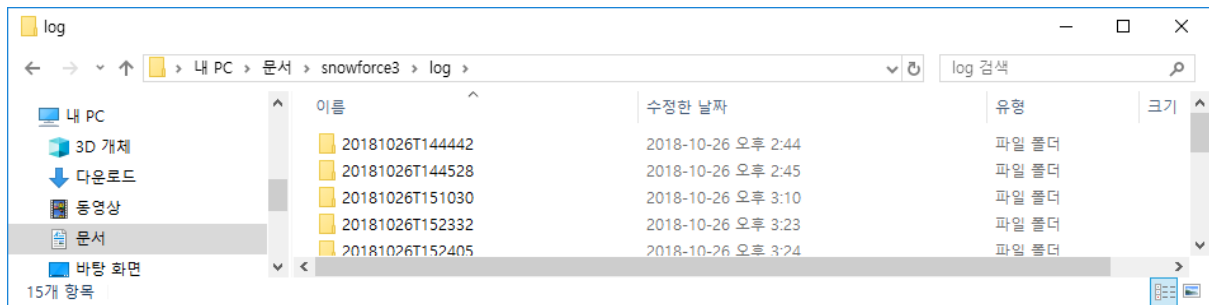 log
내 PC > 문서 > snowforce3 > log >
log 검색
내 PC
3D 개체
다운로드
동영상
문서
바탕 화면
이름 수정한 날짜 유형 크기
20181026T144442 2018-10-26 오후 2:44 파일 폴더
20181026T144528 2018-10-26 오후 2:45 파일 폴더
20181026T151030 2018-10-26 오후 3:10 파일 폴더
20181026T152332 2018-10-26 오후 3:23 파일 폴더
20181026T152405 2018-10-26 오후 3:24 파일 폴더
15개 항목